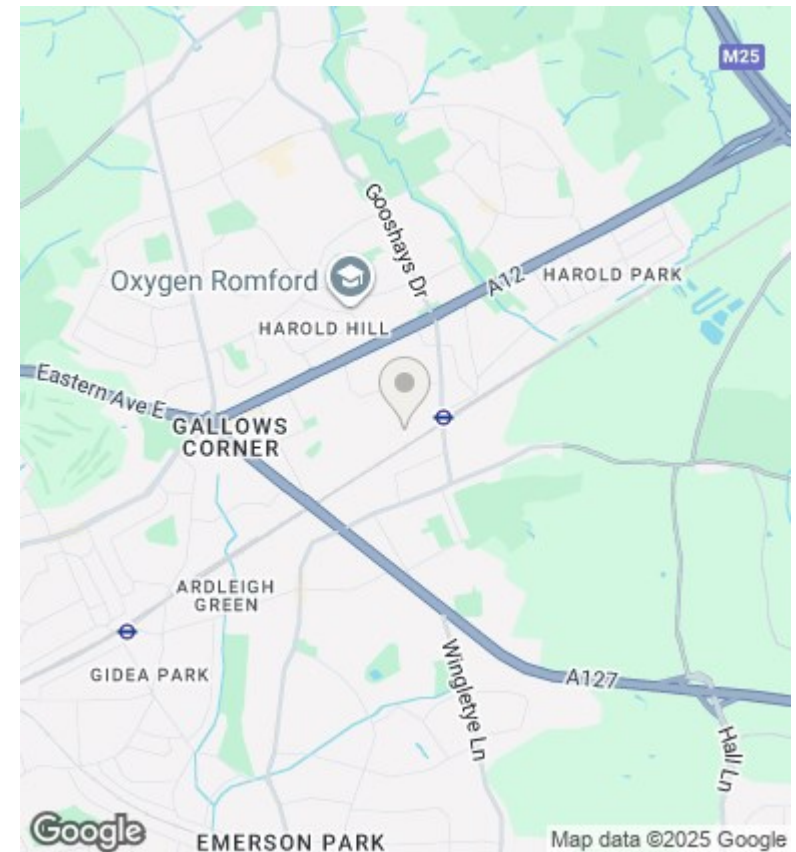 M25
Gooshays Dr
Oxygen Romford
A12
HAROLD PARK
HAROLD HILL
Eastern Ave E
GALLOWS
CORNER
ARDLEIGH
GREEN
GIDEA PARK
Wingletye Ln
A127
Hall Ln
Google
EMERSON PARK
Map data ©2025 Google